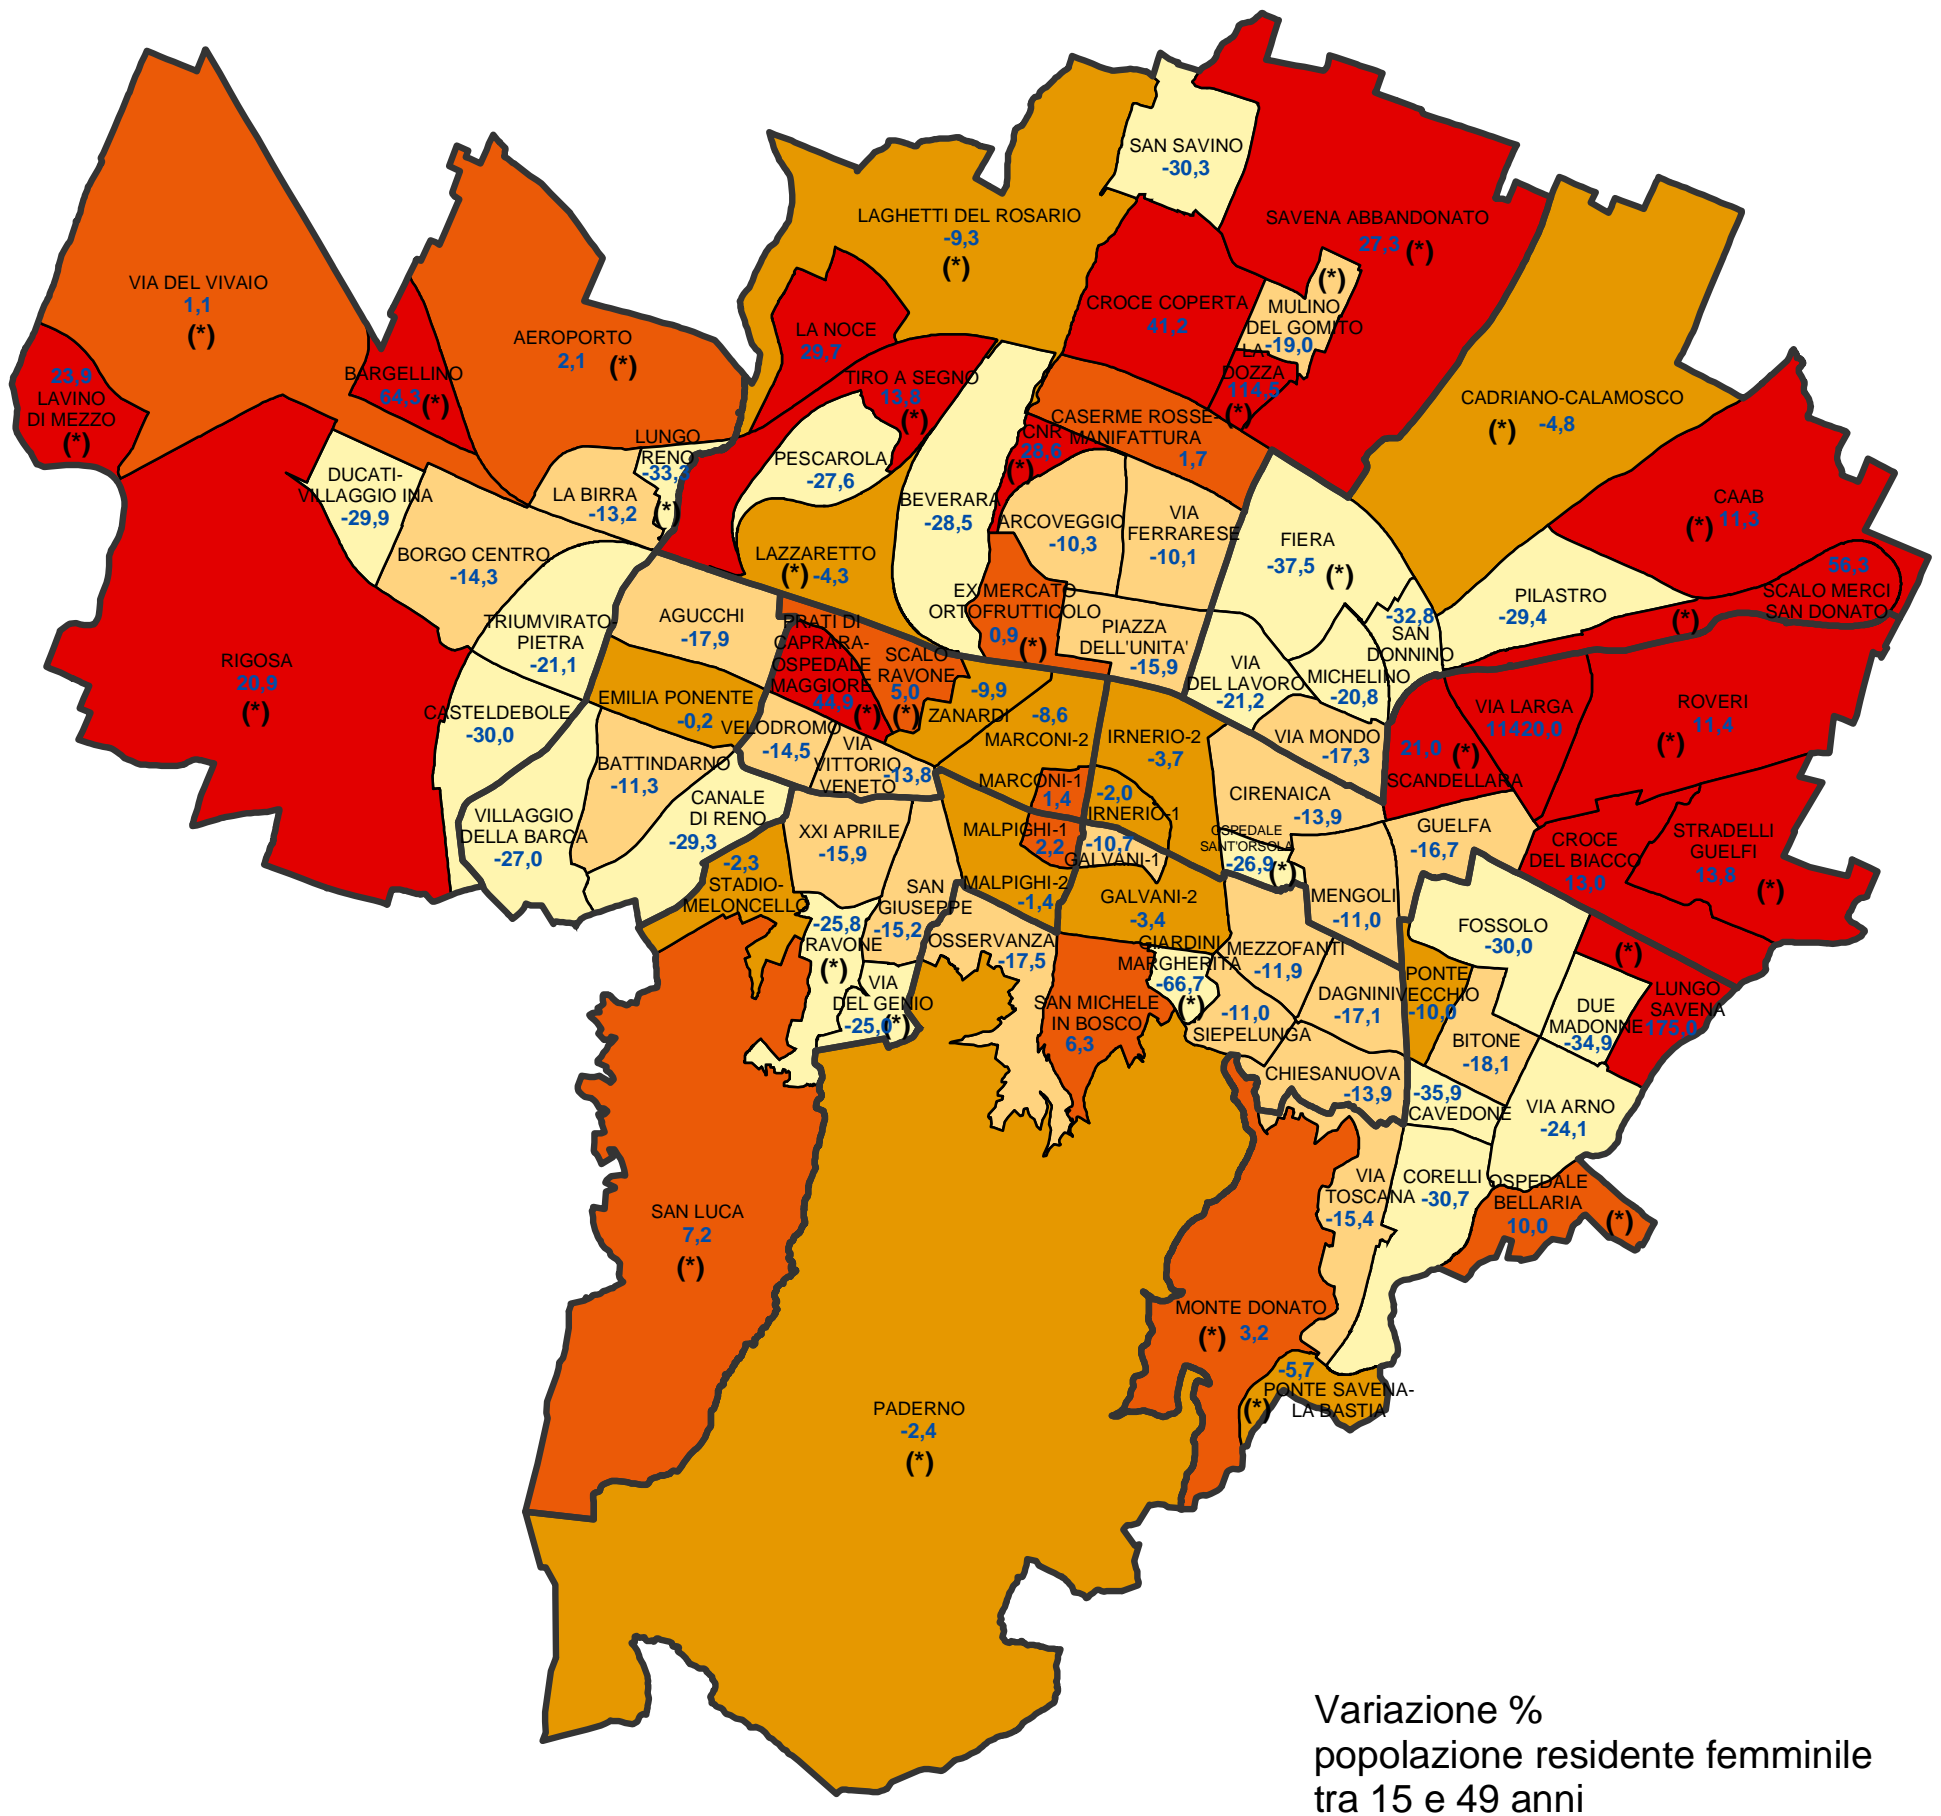 SAN SAVINO
-30,3
LAGHETTI DEL ROSARIO
-9,3
(*)
SAVENA ABBANDONATO
27,3 (*)
VIA DEL VIVAIO
1,1
(*)
AEROPORTO
2,1 (*)
BARGELLINO
64,3 (*)
23,9
LAVINO
DI MEZZO
(*)
LA NOCE
29,7
CROCE COPERTA
41,2
(*)
MULINO
DEL GOMITO
-19,0
LA
DOZZA
114,5
(*)
TIRO A SEGNO
13,8
(*)
CADRIANO-CALAMOSCO
(*) -4,8
CASERME ROSSE-
MANIFATTURA
1,7
CNR
28,6
(*)
LUNGO
RENO
-33,3
(*)
PESCAROLA
-27,6
BEVERARA
-28,5
DUCATI-
VILLAGGIO INA
-29,9
LA BIRRA
-13,2
CAAB
(*) 11,3
ARCOVEGGIO
-10,3
VIA
FERRARESE
-10,1
FIERA
-37,5 (*)
BORGO CENTRO
-14,3
LAZZARETTO
(*) -4,3
56,3
SCALO MERCI
SAN DONATO
(*)
PILASTRO
-29,4
EX MERCATO
ORTOFRUTTICOLO
0,9 (*)
PIAZZA
DELL'UNITA'
-15,9
-32,8
SAN
DONNINO
TRIUMVIRATO-
PIETRA
-21,1
AGUCCHI
-17,9
PRATI DI
CAPRARA-
OSPEDALE
MAGGIORE
44,9 (*)
SCALO
RAVONE
5,0
(*)
RIGOSA
20,9
(*)
VIA
DEL LAVORO
-21,2
MICHELINO
-20,8
EMILIA PONENTE
-0,2
-9,9
ZANARDI
-8,6
MARCONI-2
IRNERIO-2
-3,7
VIA MONDO
-17,3
VIA LARGA
11420,0
ROVERI
11,4
(*)
21,0 (*)
SCANDELLARA
CASTELDEBOLE
-30,0
VELODROMO
-14,5
VIA
VITTORIO
VENETO
-13,8
BATTINDARNO
-11,3
MARCONI-1
1,4
-2,0
IRNERIO-1
CIRENAICA
-13,9
CANALE
DI RENO
-29,3
VILLAGGIO
DELLA BARCA
-27,0
XXI APRILE
-15,9
MALPIGHI-1
2,2
-10,7
GALVANI-1
OSPEDALE
SANT'ORSOLA
-26,9 (*)
GUELFA
-16,7
CROCE
DEL BIACCO
13,0
STRADELLI
GUELFI
13,8
(*)
-2,3
STADIO-
MELONCELLO
SAN
GIUSEPPE
-15,2
MALPIGHI-2
-1,4
GALVANI-2
-3,4
MENGOLI
-11,0
-25,8
RAVONE
(*)
OSSERVANZA
-17,5
FOSSOLO
-30,0
GIARDINI
MARGHERITA
-66,7
(*)
MEZZOFANTI
-11,9
(*)
LUNGO
SAVENA
175,0
VIA
DEL GENIO
-25,0 (*)
SAN MICHELE
IN BOSCO
6,3
-11,0
SIEPELUNGA
DAGNINI
-17,1
PONTE
VECCHIO
-10,0
DUE
MADONNE
-34,9
BITONE
-18,1
CHIESANUOVA
-13,9
-35,9
CAVEDONE
VIA ARNO
-24,1
VIA
TOSCANA
-15,4
CORELLI
-30,7
OSPEDALE
BELLARIA
10,0
(*)
SAN LUCA
7,2
(*)
MONTE DONATO
(*) 3,2
-5,7
PONTE SAVENA-
LA BASTIA
(*)
PADERNO
-2,4
(*)
Variazione %
popolazione residente femminile
tra 15 e 49 anni